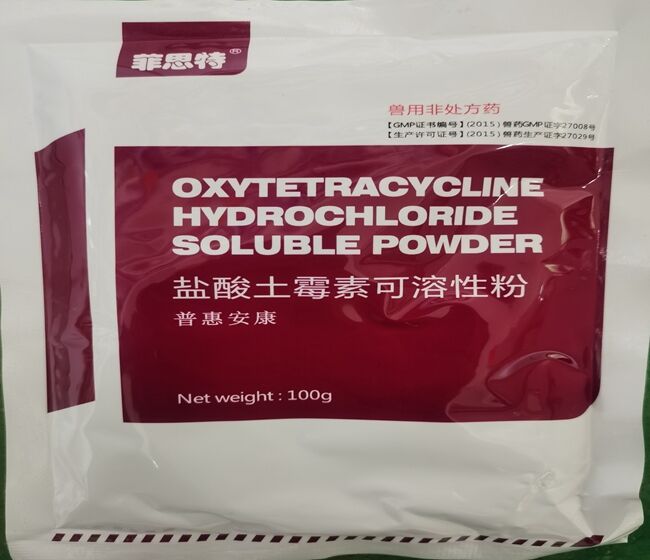 菲思特®
兽用非处方药
【GMP证书编号】(2015)兽药GMP证字27008号
【生产许可证号】(2015)兽药生产证字27029号
OXYTETRACYCLINE
HYDROCHLORIDE
SOLUBLE POWDER
盐酸土霉素可溶性粉
普惠安康
Net weight : 100g